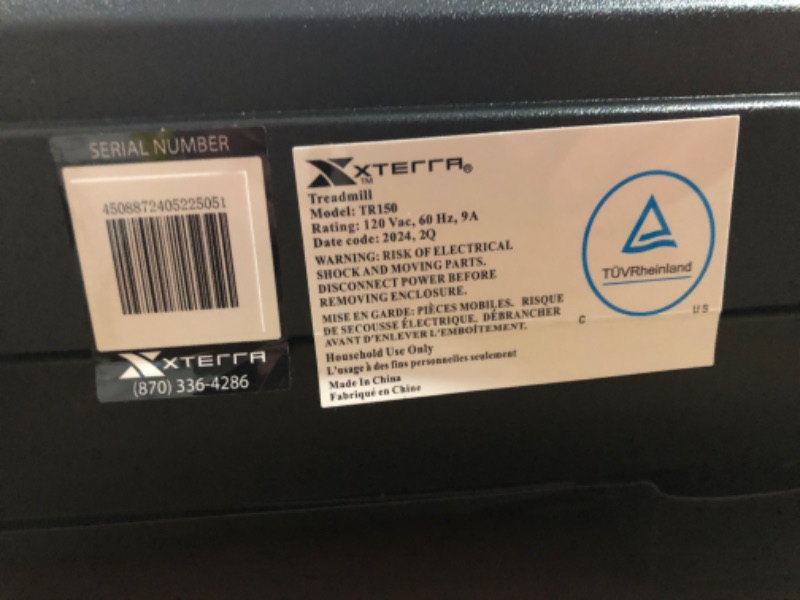 SERIAL NUMBER
4508872405225051
XTERRA
(870) 336-4286
XTERRA®
TM
Treadmill
Model: TR150
Rating: 120 Vac, 60 Hz, 9A
Date code: 2024, 2Q
WARNING: RISK OF ELECTRICAL
SHOCK AND MOVING PARTS.
DISCONNECT POWER BEFORE
REMOVING ENCLOSURE.
MISE EN GARDE: PIÈCES MOBILES. RISQUE
DE SECOUSSE ÉLECTRIQUE. DÉBRANCHER
AVANT D'ENLEVER L'EMBOÎTEMENT.
Household Use Only
L'usage à des fins personnelles seulement
Made In China
Fabriqué en Chine
TÜVRheinland
C US